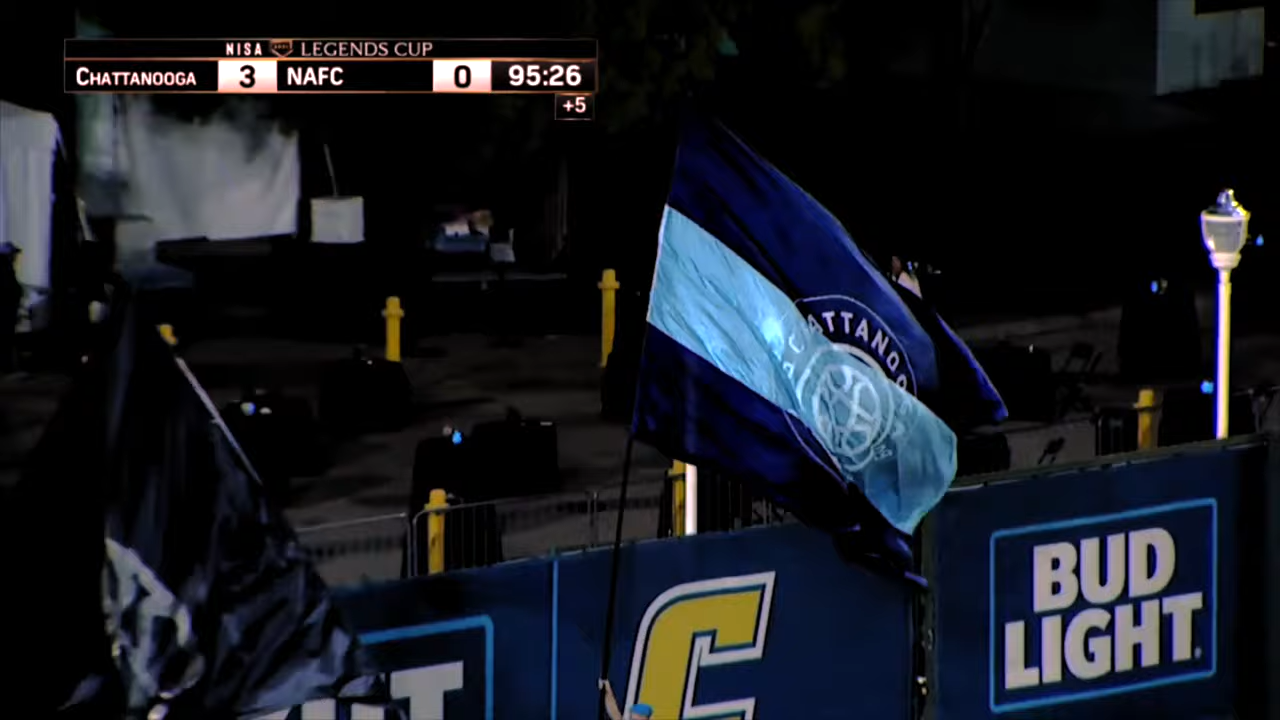 NISA LEGENDS CUP
CHATTANOOGA 3 NAFC 0 95:26
+5
CHATTANOO
C
BUD
LIGHT